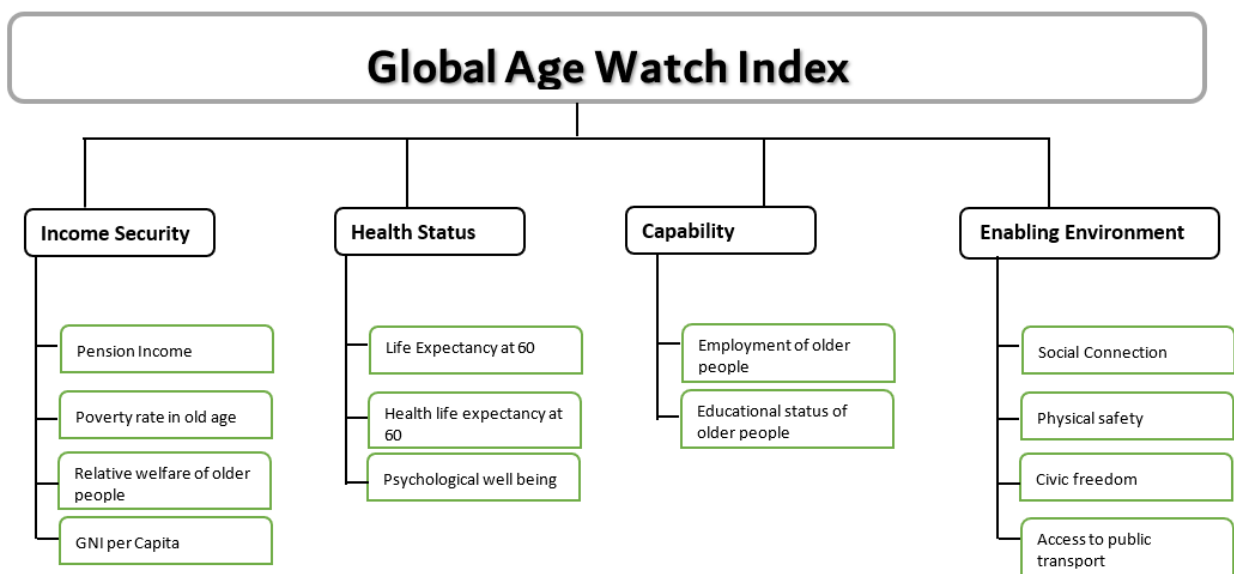 Global Age Watch Index
Income Security
Health Status
Capability
Enabling Environment
Pension Income
Poverty rate in old age
Relative welfare of older
people
GNI per Capita
Life Expectancy at 60
Health life expectancy at
60
Psychological well being
Employment of older
people
Educational status of
older people
Social Connection
Physical safety
Civic freedom
Access to public
transport